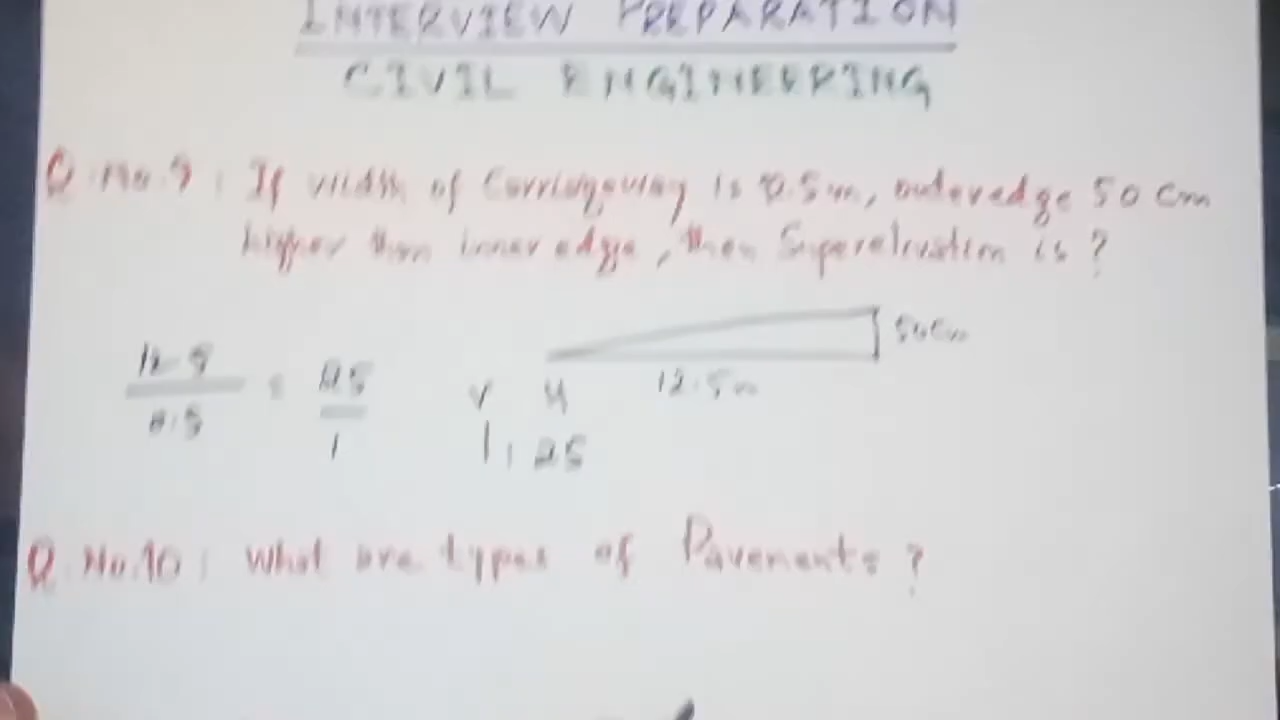 INTERVIEW PREPARATION
CIVIL ENGINEERING
Q.No.9: If width of Carriageway is 12.5m, outer edge 50 cm
higher than inner edge, then Superelevation is?
50cm
12.5 = 25
12.5m
0.5 1
V H
1 : 25
Q.No.10: What are types of Pavements?